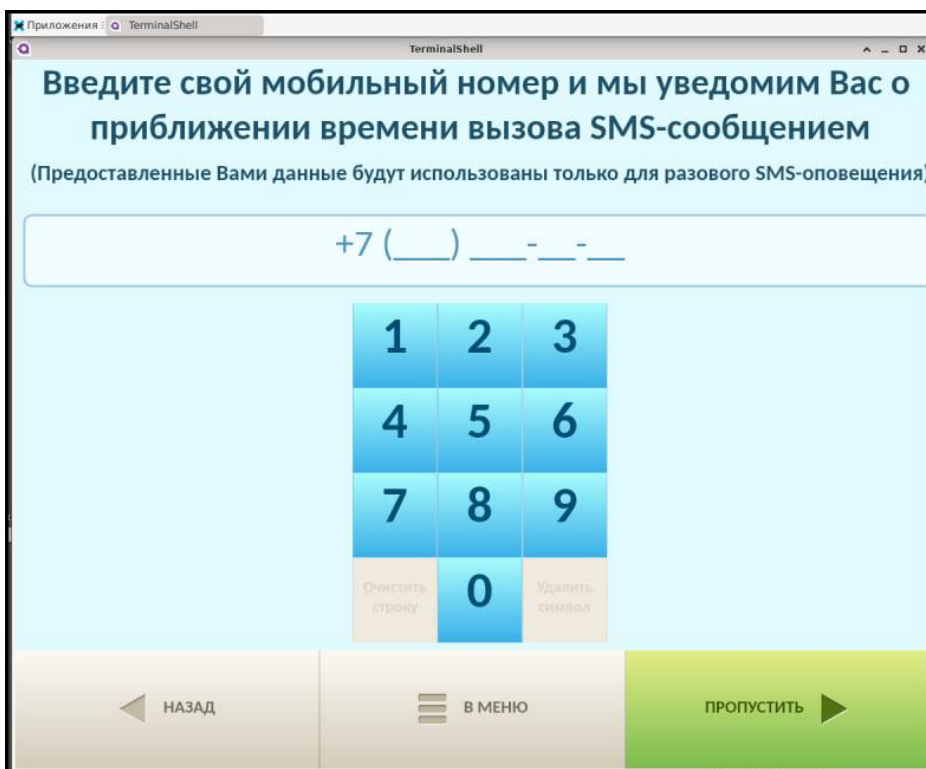 Приложения TerminalShell
TerminalShell
Введите свой мобильный номер и мы уведомим Вас о
приближении времени вызова SMS-сообщением
(Предоставленные Вами данные будут использованы только для разового SMS-оповещения)
+7 (___) ___-__-__
1 2 3
4 5 6
7 8 9
Очистить 0 Удалить
строку символ
НАЗАД В МЕНЮ ПРОПУСТИТЬ